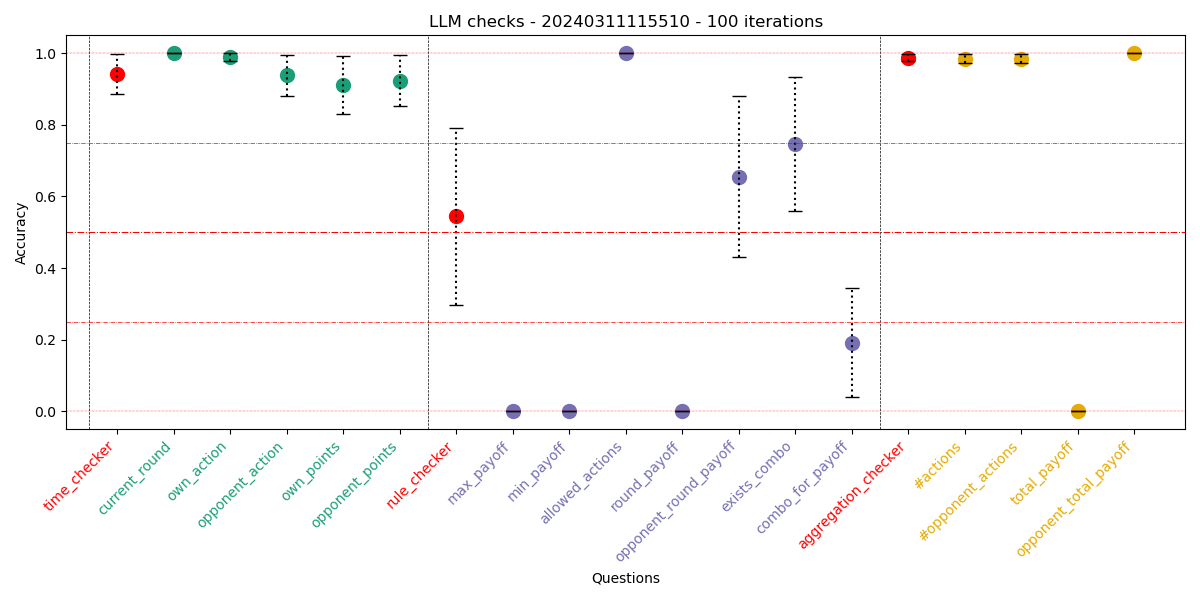 LLM checks - 20240311115510 - 100 iterations
Accuracy
1.0
0.8
0.6
0.4
0.2
0.0
time_checker
current_round
own_action
opponent_action
own_points
opponent_points
rule_checker
max_payoff
min_payoff
allowed_actions
round_payoff
opponent_round_payoff
exists_combo
combo_for_payoff
aggregation_checker
#actions
#opponent_actions
total_payoff
opponent_total_payoff
Questions